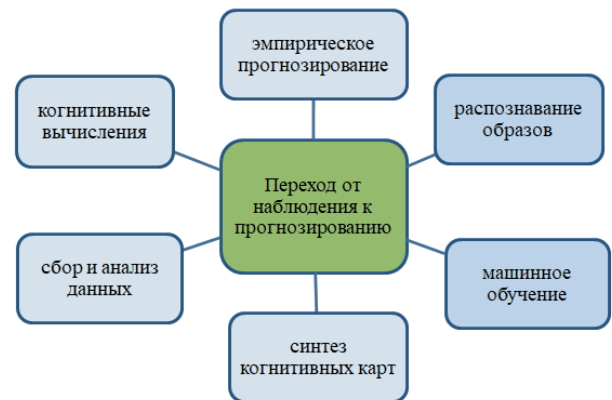 эмпирическое
прогнозирование
когнитивные
вычисления
распознавание
образов
Переход от
наблюдения к
прогнозированию
сбор и анализ
данных
машинное
обучение
синтез
когнитивных карт